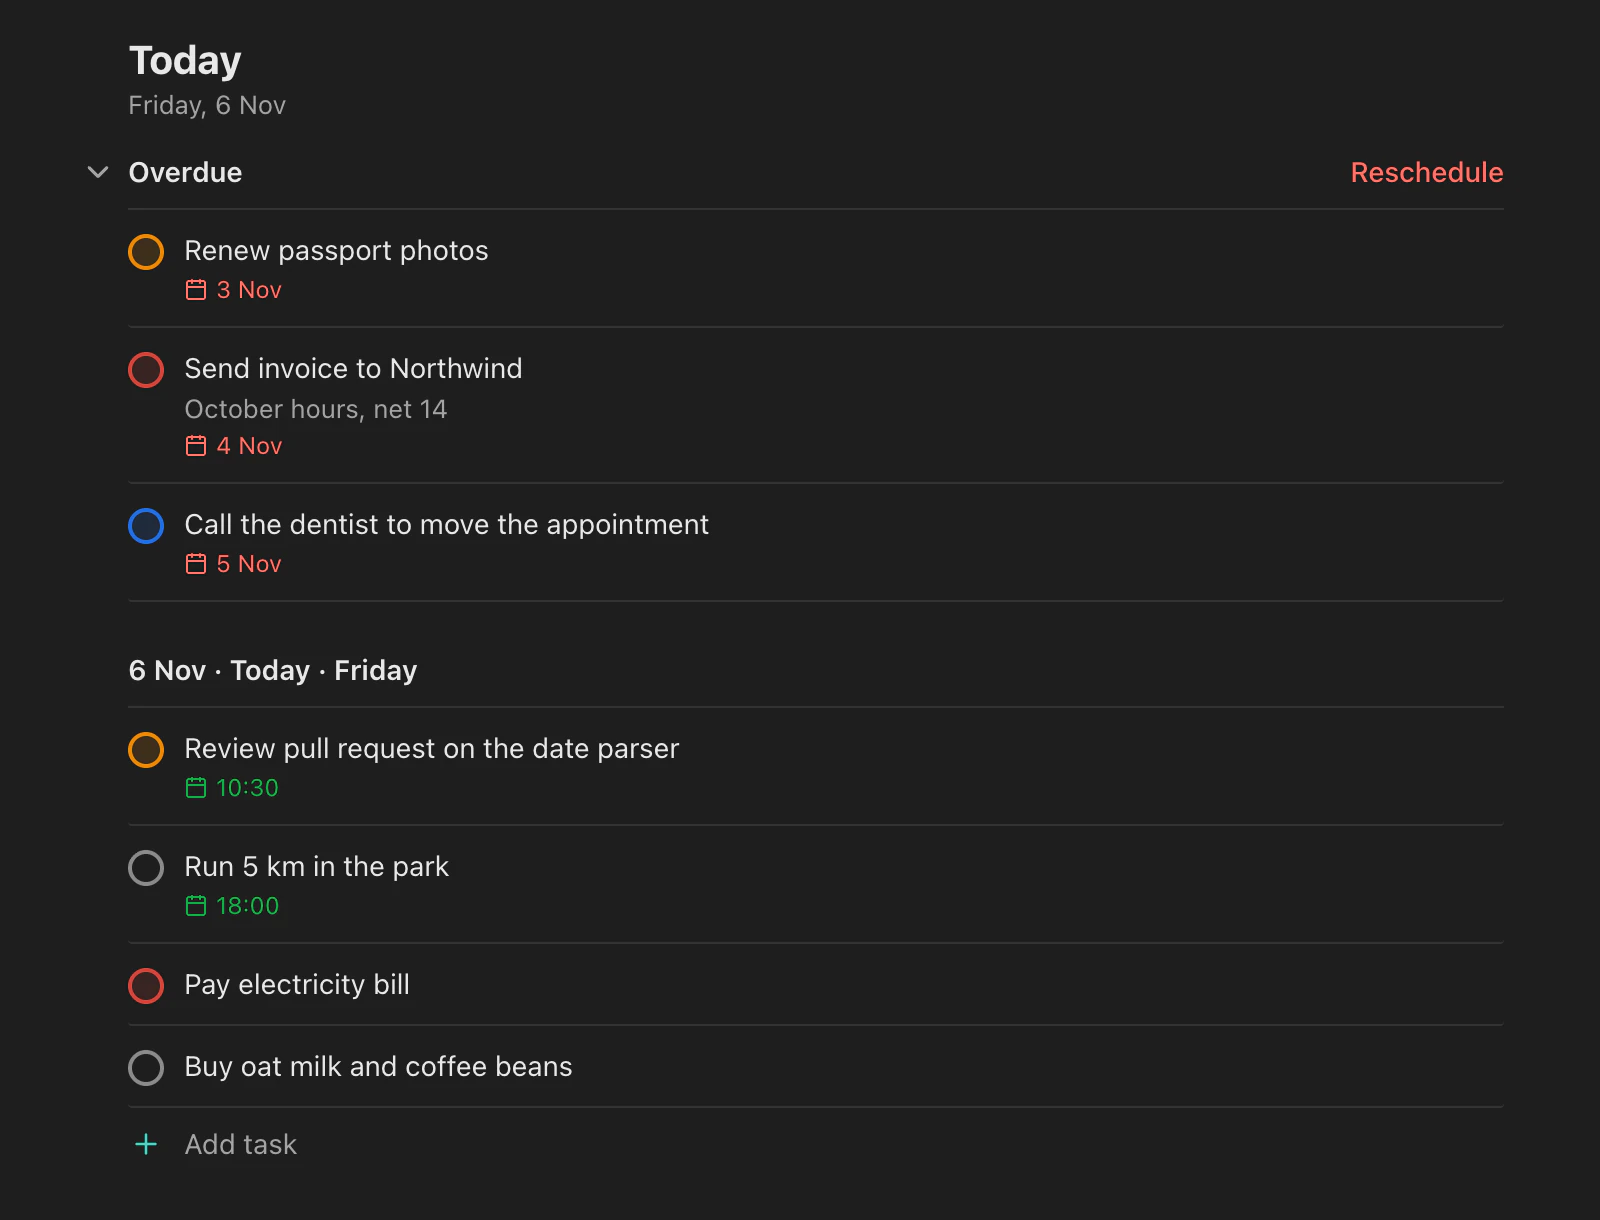 Today
Friday, 6 Nov
Overdue
Reschedule
Renew passport photos
3 Nov
Send invoice to Northwind
October hours, net 14
4 Nov
Call the dentist to move the appointment
5 Nov
6 Nov · Today · Friday
Review pull request on the date parser
10:30
Run 5 km in the park
18:00
Pay electricity bill
Buy oat milk and coffee beans
Add task